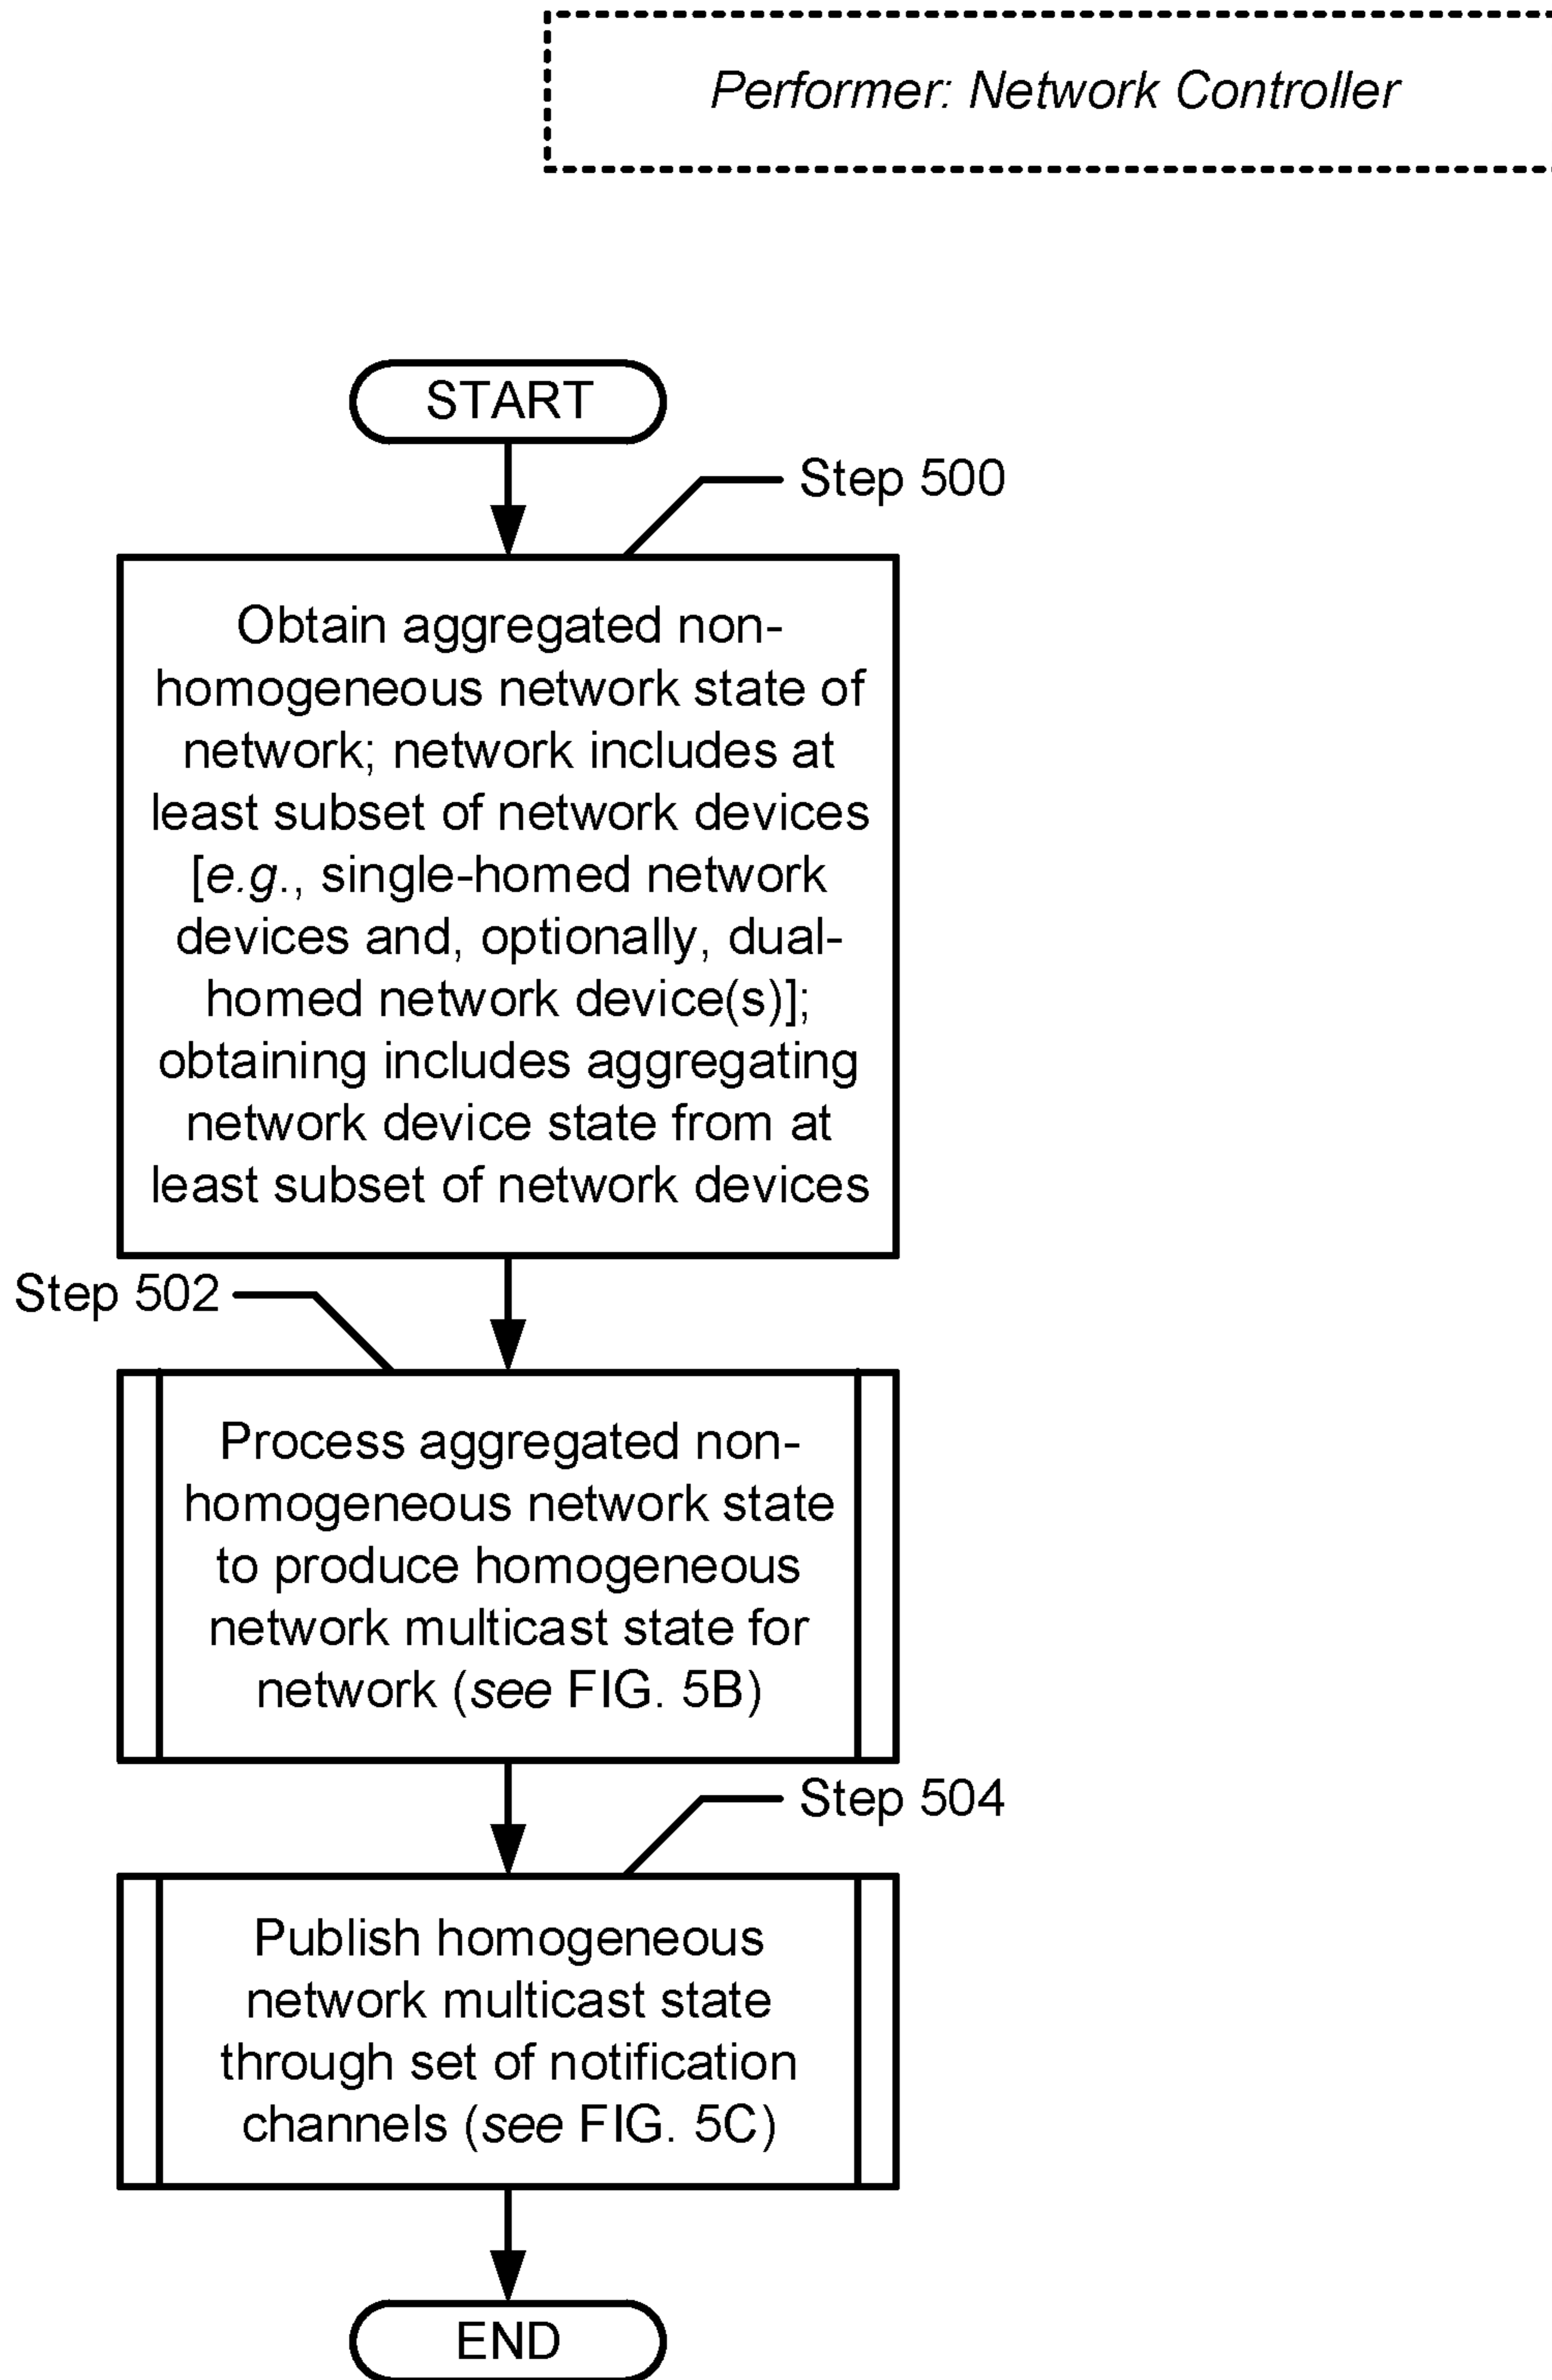 Performer: Network Controller
START
Step 500
Obtain aggregated non-
homogeneous network state of
network; network includes at
least subset of network devices
[e.g., single-homed network
devices and, optionally, dual-
homed network device(s)];
obtaining includes aggregating
network device state from at
least subset of network devices
Step 502
Process aggregated non-
homogeneous network state
to produce homogeneous
network multicast state for
network (see FIG. 5B)
Step 504
Publish homogeneous
network multicast state
through set of notification
channels (see FIG. 5C)
END